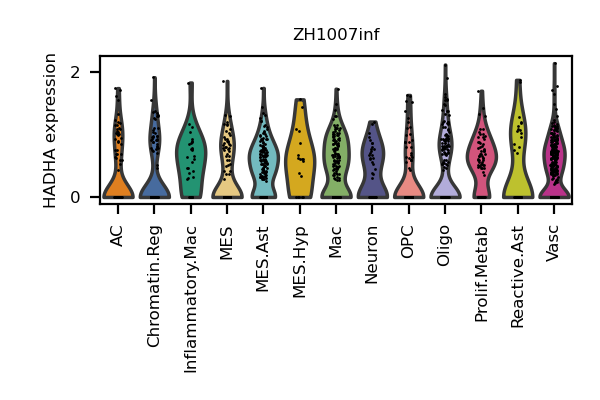 ZH1007inf
HADHA expression
2
0
AC
Chromatin.Reg
Inflammatory.Mac
MES
MES.Ast
MES.Hyp
Mac
Neuron
OPC
Oligo
Prolif.Metab
Reactive.Ast
Vasc